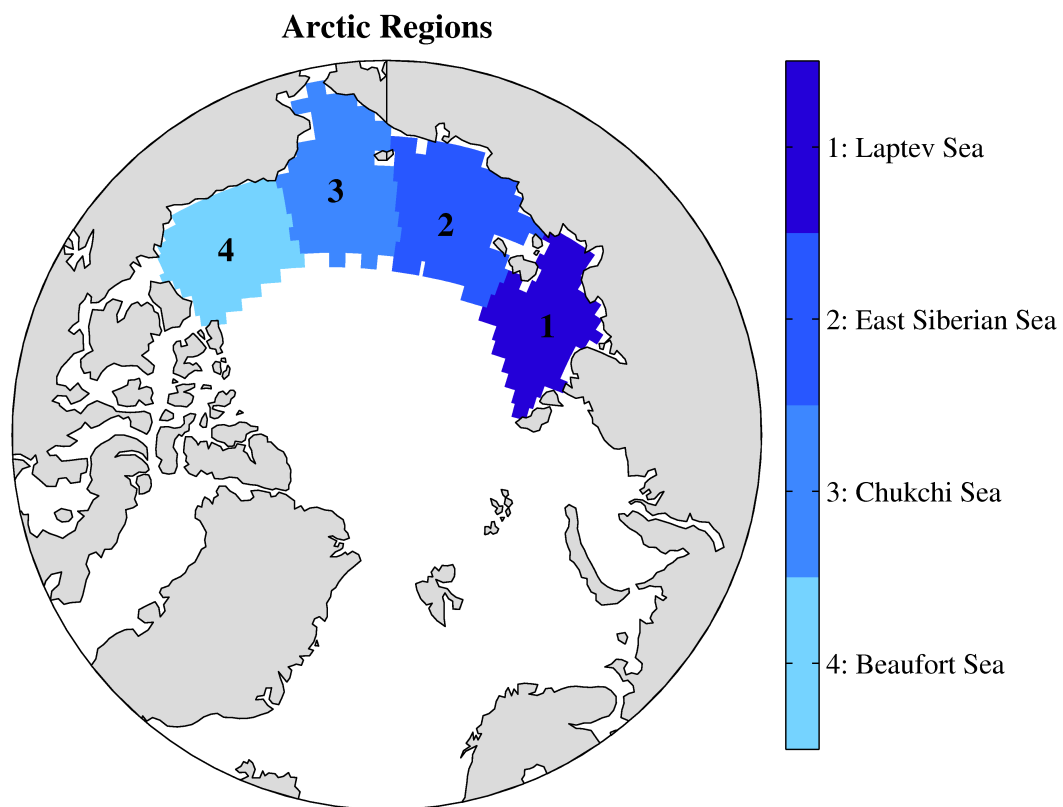 Arctic Regions
3
2
4
1
1: Laptev Sea
2: East Siberian Sea
3: Chukchi Sea
4: Beaufort Sea